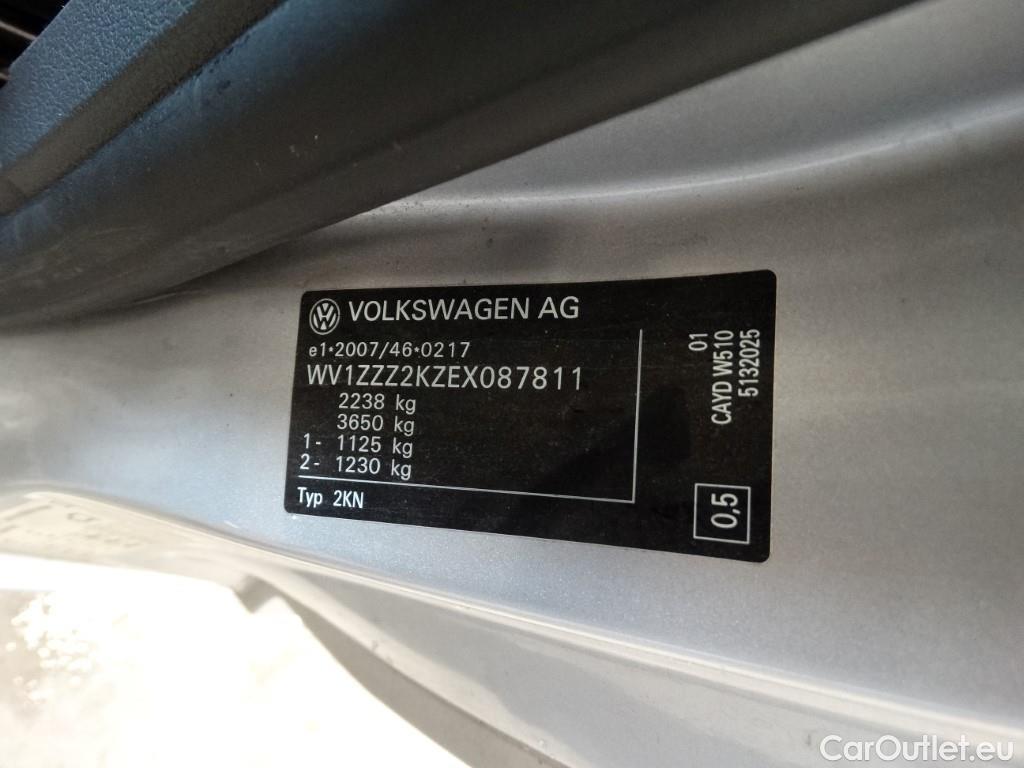 VOLKSWAGEN AG
e1*2007/46*0217
WV1ZZZ2KZEX087811
2238 kg
3650 kg
1- 1125 kg
2- 1230 kg
Typ 2KN
01
CAYD W510
5132025
0,5
CarOutlet.eu